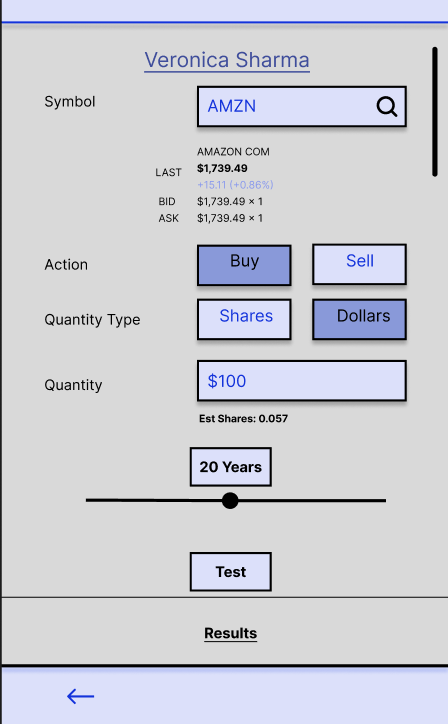 Veronica Sharma
Symbol
AMZN
AMAZON COM
LAST $1,739.49
+15.11 (+0.86%)
BID $1,739.49 × 1
ASK $1,739.49 × 1
Action Buy Sell
Quantity Type Shares Dollars
Quantity $100
Est Shares: 0.057
20 Years
Test
Results